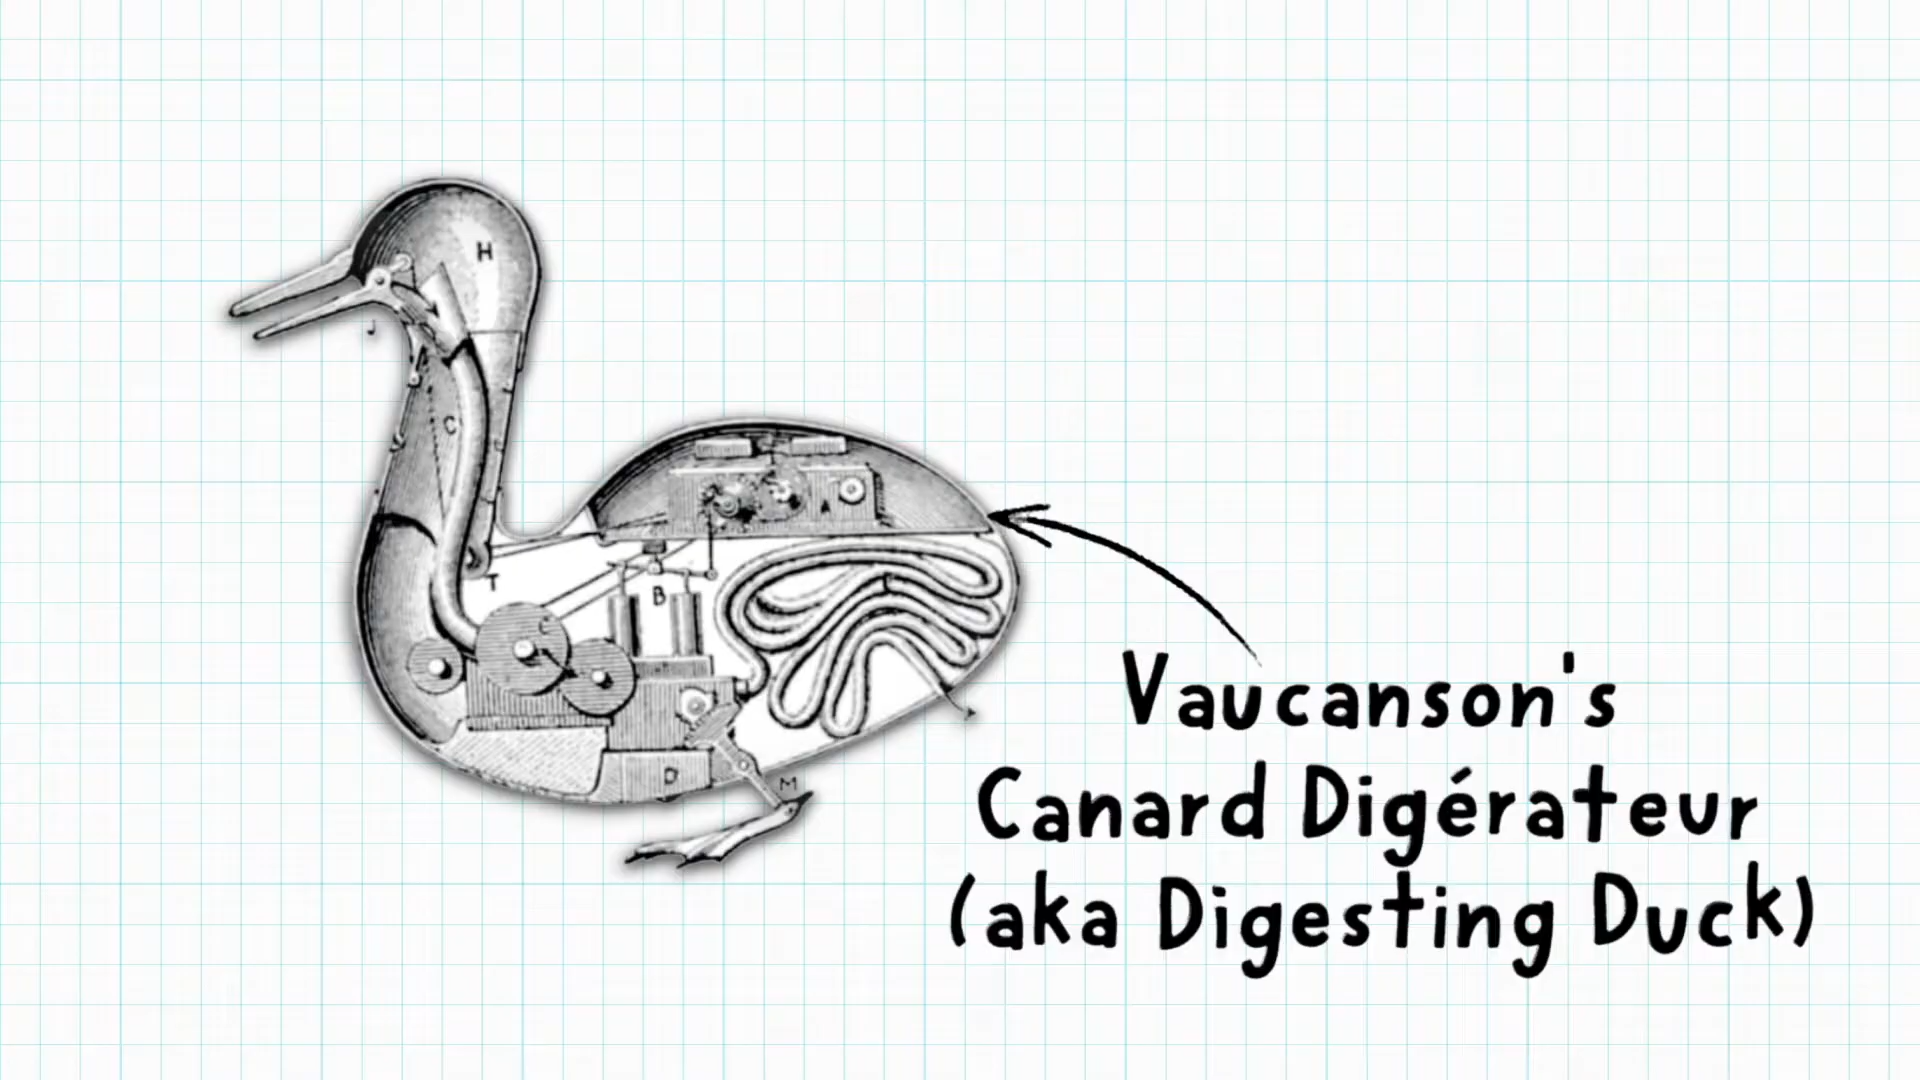 H
J
C
A
T
B
C
D
M
Vaucanson's
Canard Digérateur
(aka Digesting Duck)